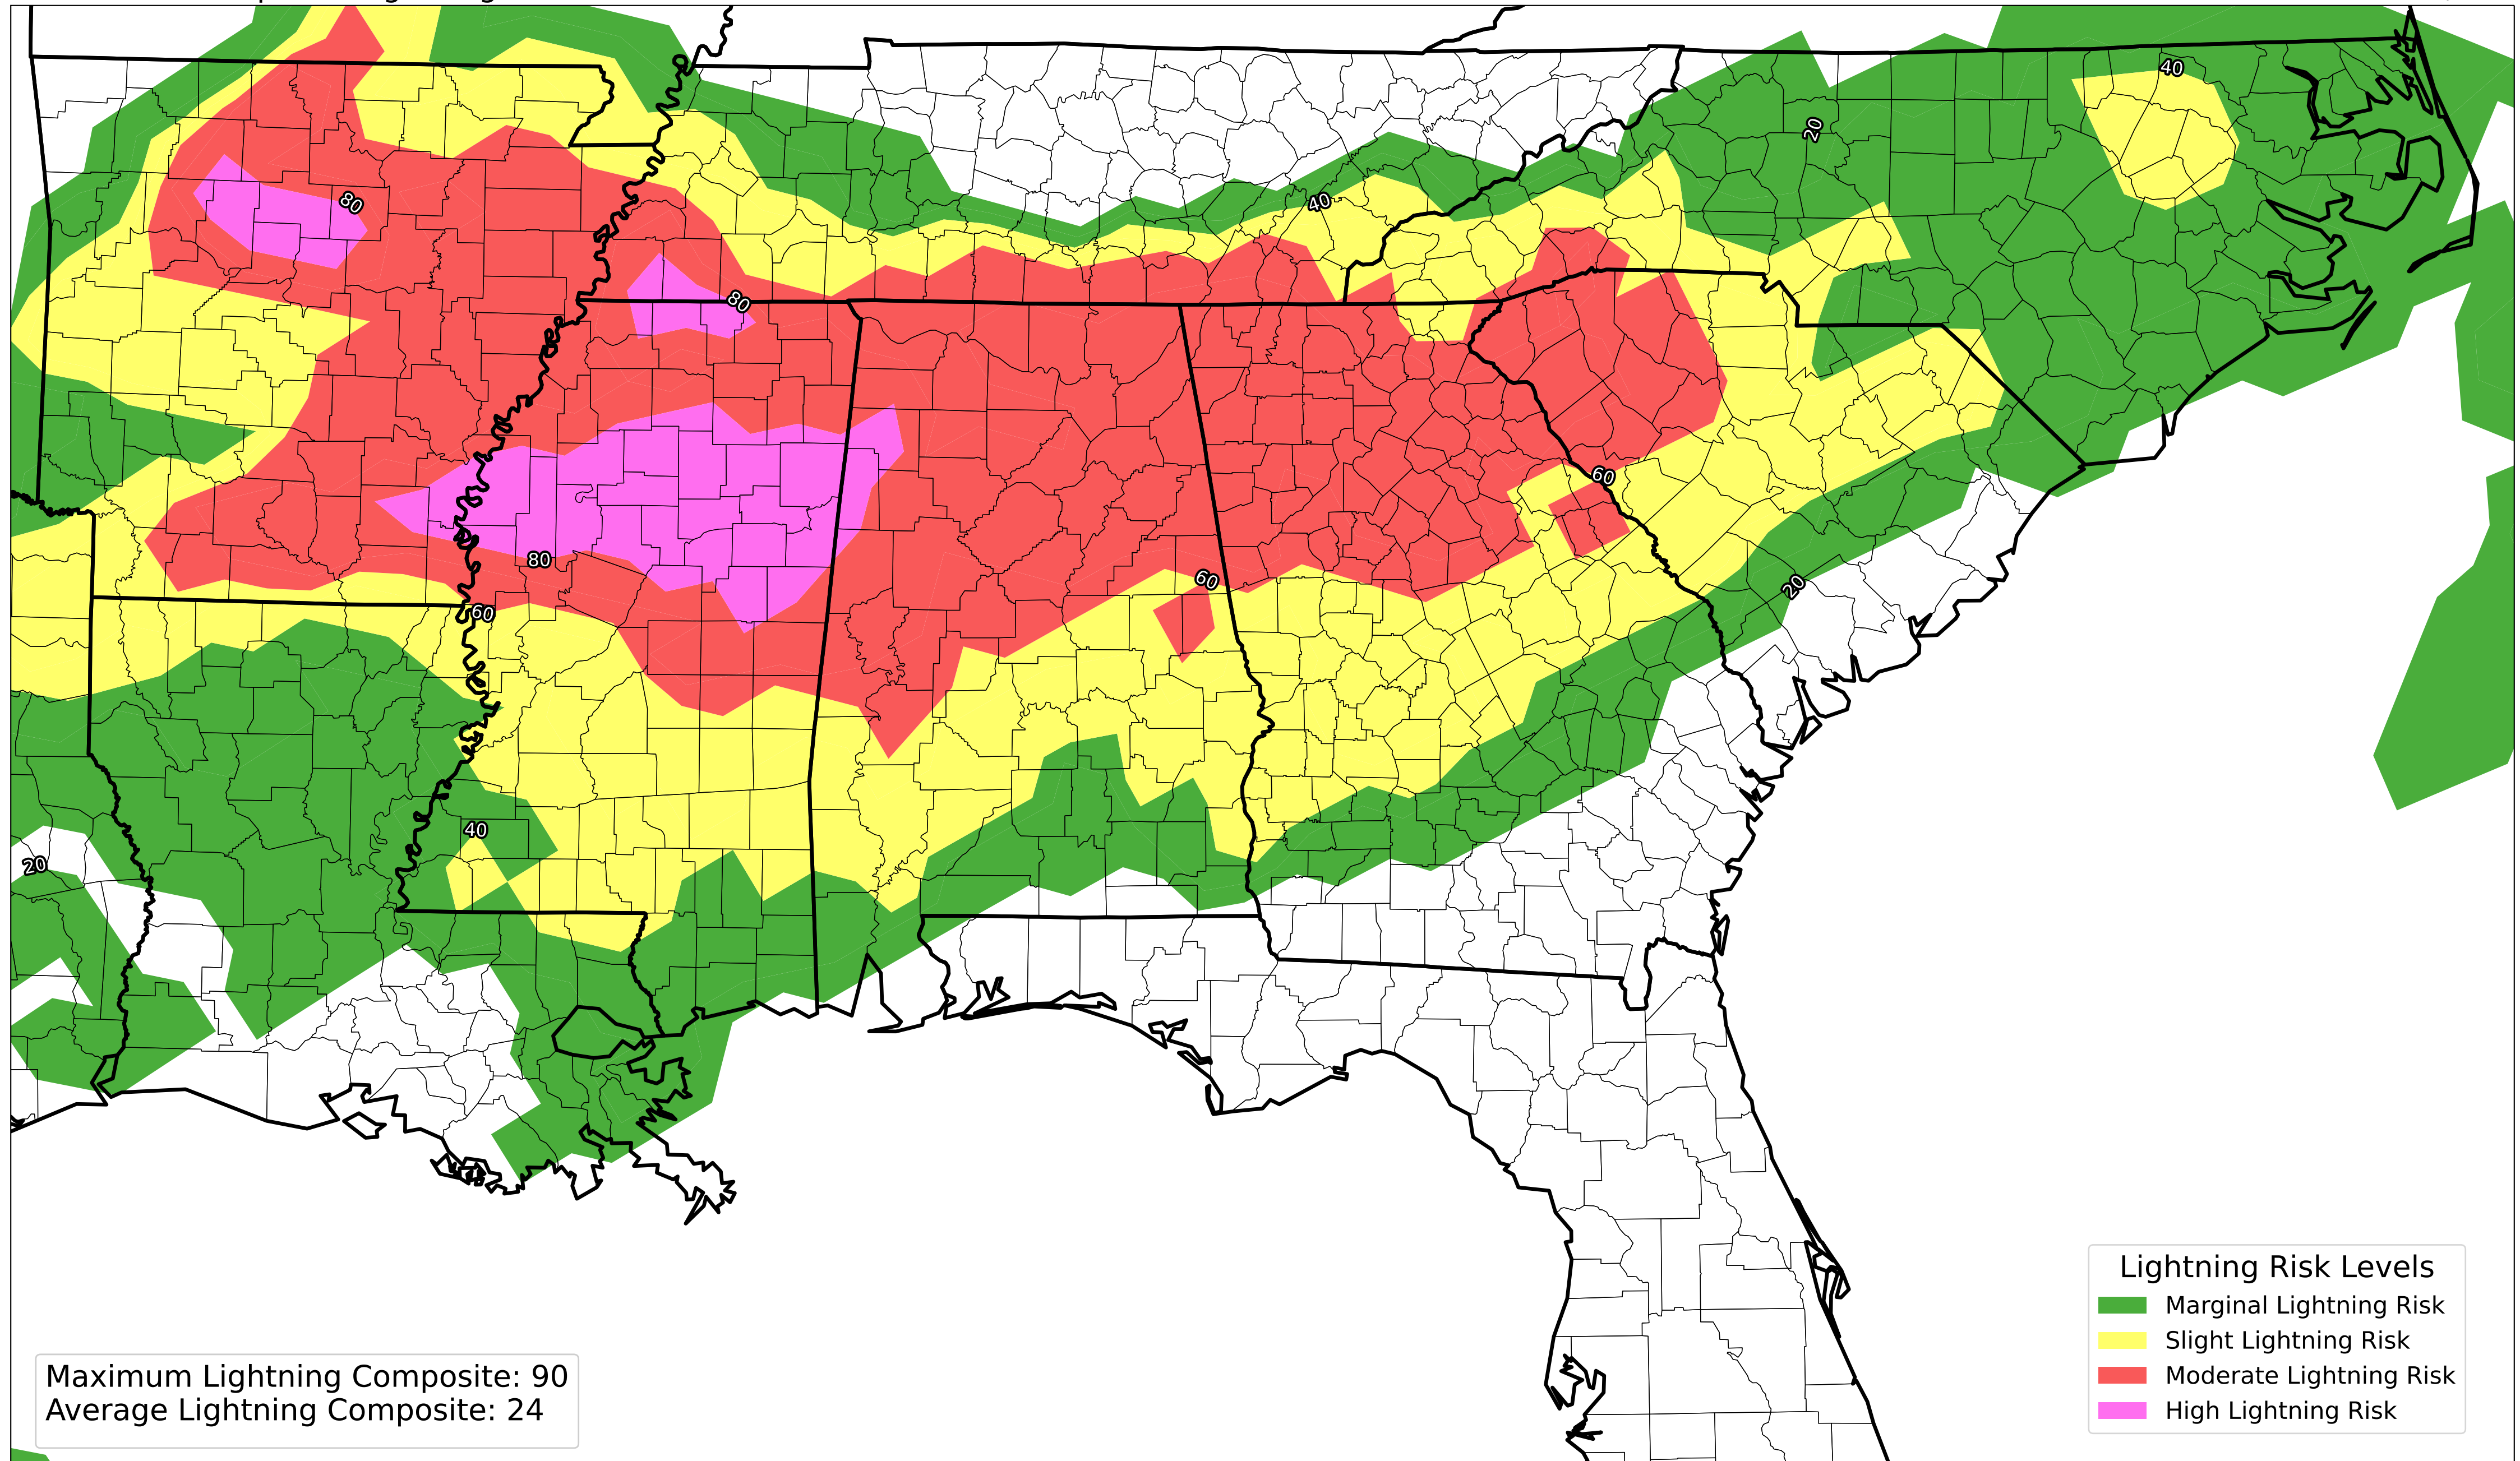 40
20
80
40
80
60
80
60
60
20
40
20
Lightning Risk Levels
Marginal Lightning Risk
Slight Lightning Risk
Moderate Lightning Risk
High Lightning Risk
Maximum Lightning Composite: 90
Average Lightning Composite: 24